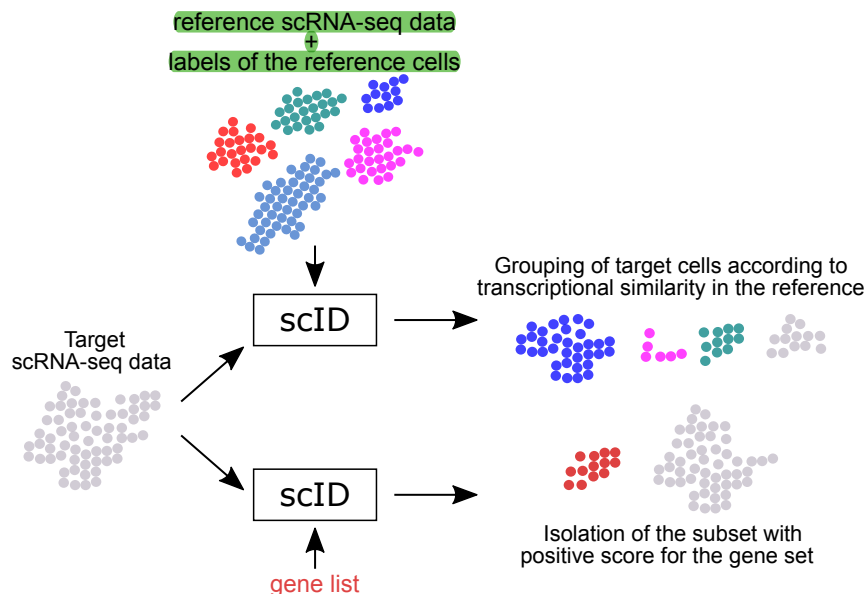 reference scRNA-seq data
+
labels of the reference cells
scID
Grouping of target cells according to
transcriptional similarity in the reference
Target
scRNA-seq data
scID
Isolation of the subset with
positive score for the gene set
gene list